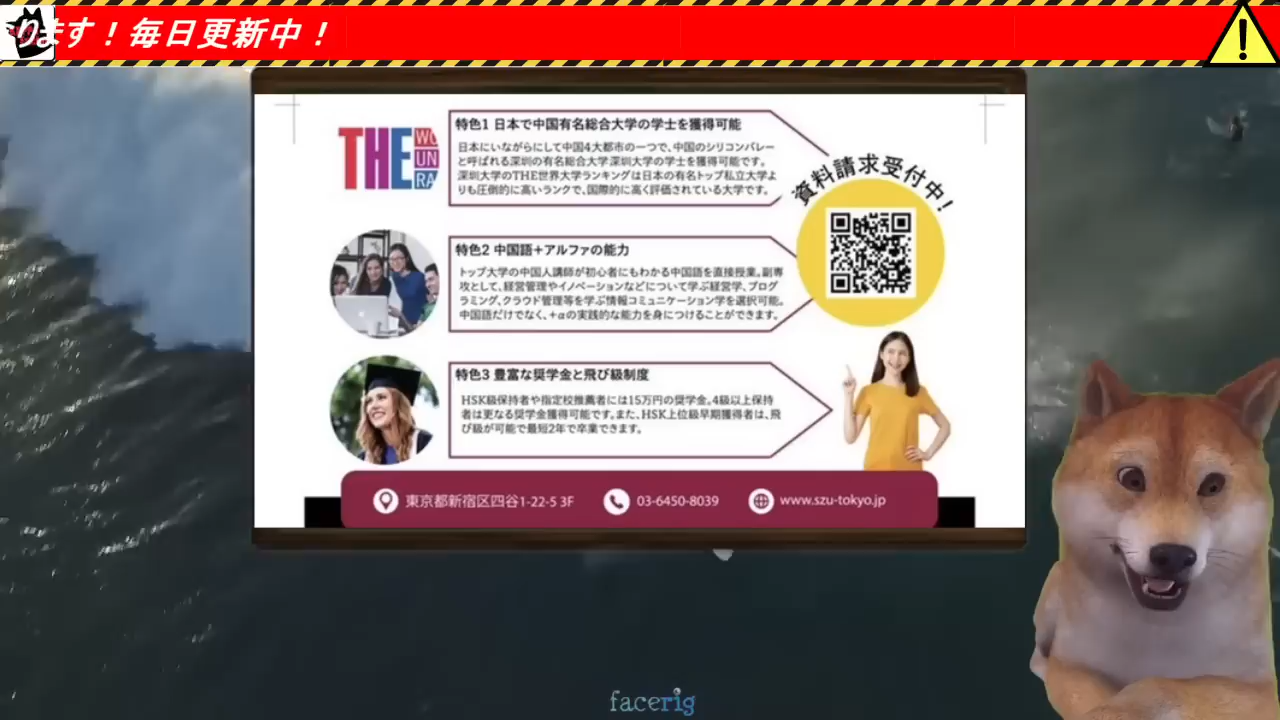 ります！毎日更新中！
THE
WO
UN
RA
特色1 日本で中国有名総合大学の学士を獲得可能
日本にいながらにして中国4大都市の一つで、中国のシリコンバレー
と呼ばれる深圳の有名総合大学深圳大学の学士を獲得可能です。
深圳大学のTHE世界大学ランキングは日本の有名トップ私立大学よ
りも圧倒的に高いランクで、国際的に高く評価されている大学です。
資料請求受付中!
特色2 中国語+アルファの能力
トップ大学の中国人講師が初心者にもわかる中国語を直接授業。副専
攻として、経営管理やイノベーションなどについて学ぶ経営学、プログ
ラミング、クラウド管理等を学ぶ情報コミュニケーション学を選択可能。
中国語だけでなく、+αの実践的な能力を身につけることができます。
特色3 豊富な奨学金と飛び級制度
HSK級保持者や指定校推薦者には15万円の奨学金。4級以上保持
者は更なる奨学金獲得可能です。また、HSK上位級早期獲得者は、飛
び級が可能で最短2年で卒業できます。
東京都新宿区四谷1-22-5 3F
03-6450-8039
www.szu-tokyo.jp
facerig